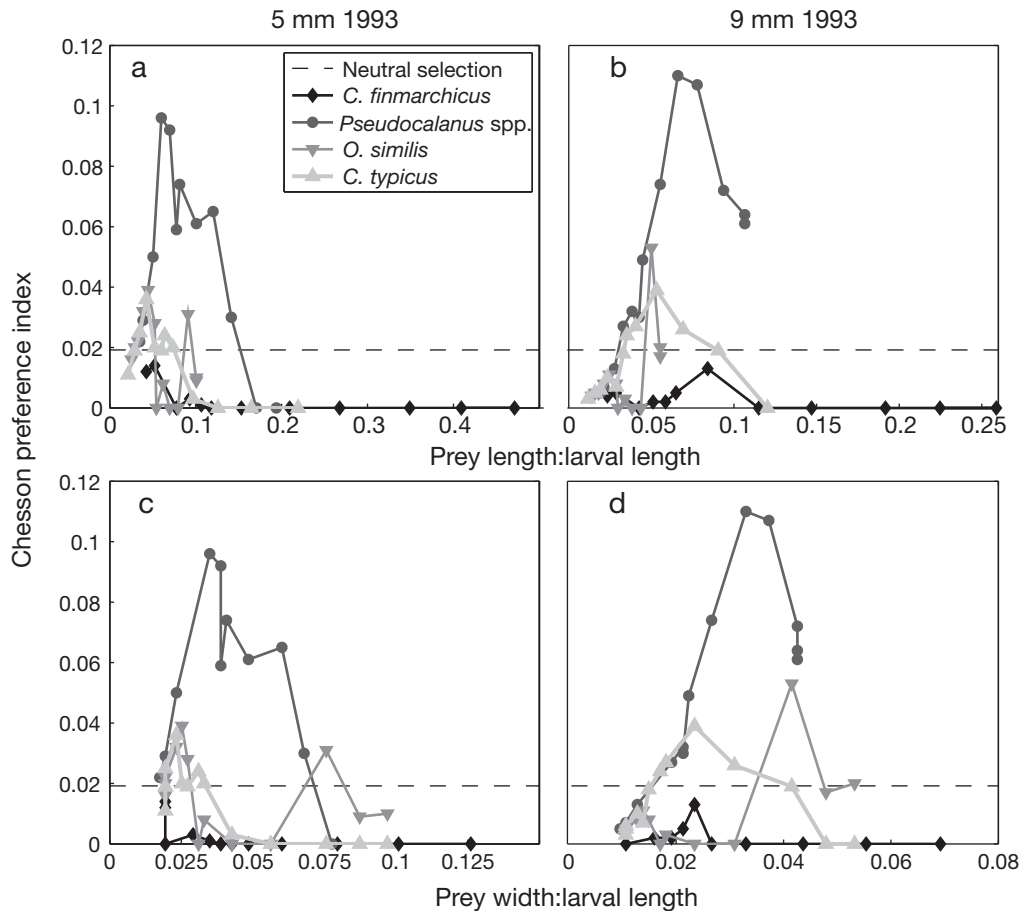 5 mm 1993
9 mm 1993
Chesson preference index
0.12
0.1
0.08
0.06
0.04
0.02
0
a
Neutral selection
C. finmarchicus
Pseudocalanus spp.
O. similis
C. typicus
b
0 0.1 0.2 0.3 0.4
0 0.05 0.1 0.15 0.2 0.25
Prey length:larval length
0.12
0.1
0.08
0.06
0.04
0.02
0
c
d
0 0.025 0.05 0.075 0.1 0.125
0 0.02 0.04 0.06 0.08
Prey width:larval length